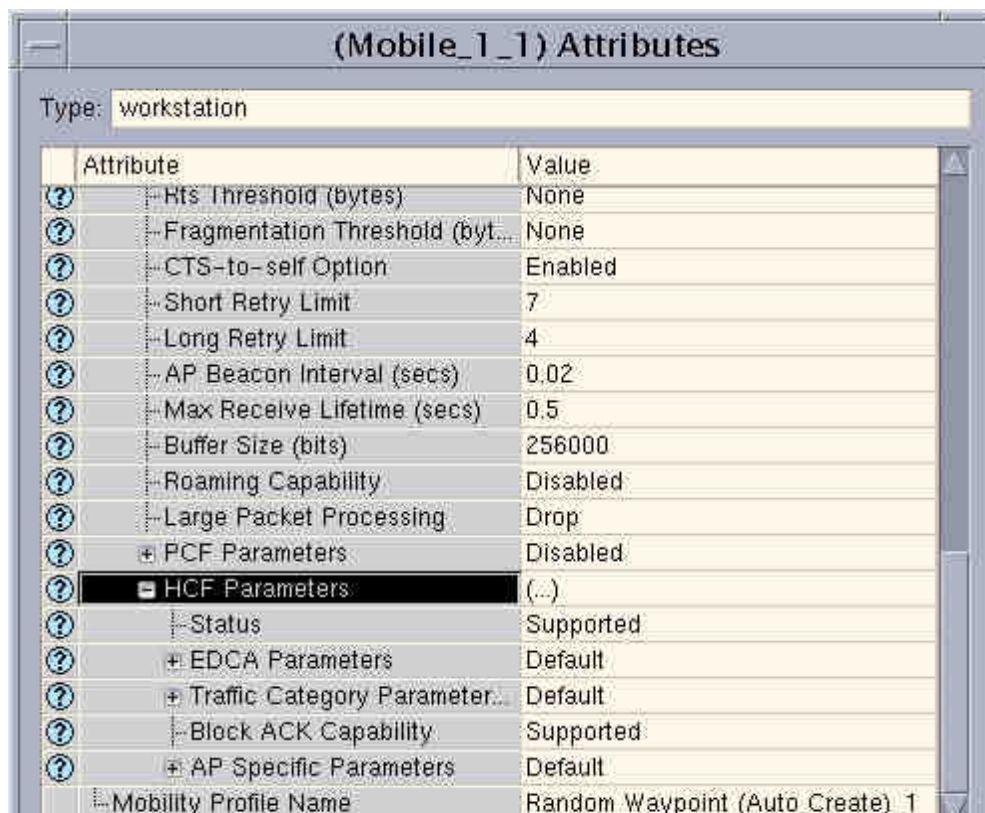 (Mobile_1_1) Attributes
Type: workstation
Attribute Value
Rts Threshold (bytes) None
Fragmentation Threshold (byt... None
CTS-to-self Option Enabled
Short Retry Limit 7
Long Retry Limit 4
AP Beacon Interval (secs) 0.02
Max Receive Lifetime (secs) 0.5
Buffer Size (bits) 256000
Roaming Capability Disabled
Large Packet Processing Drop
PCF Parameters Disabled
HCF Parameters (...)
Status Supported
EDCA Parameters Default
Traffic Category Parameter... Default
Block ACK Capability Supported
AP Specific Parameters Default
Mobility Profile Name Random Waypoint (Auto Create) 1